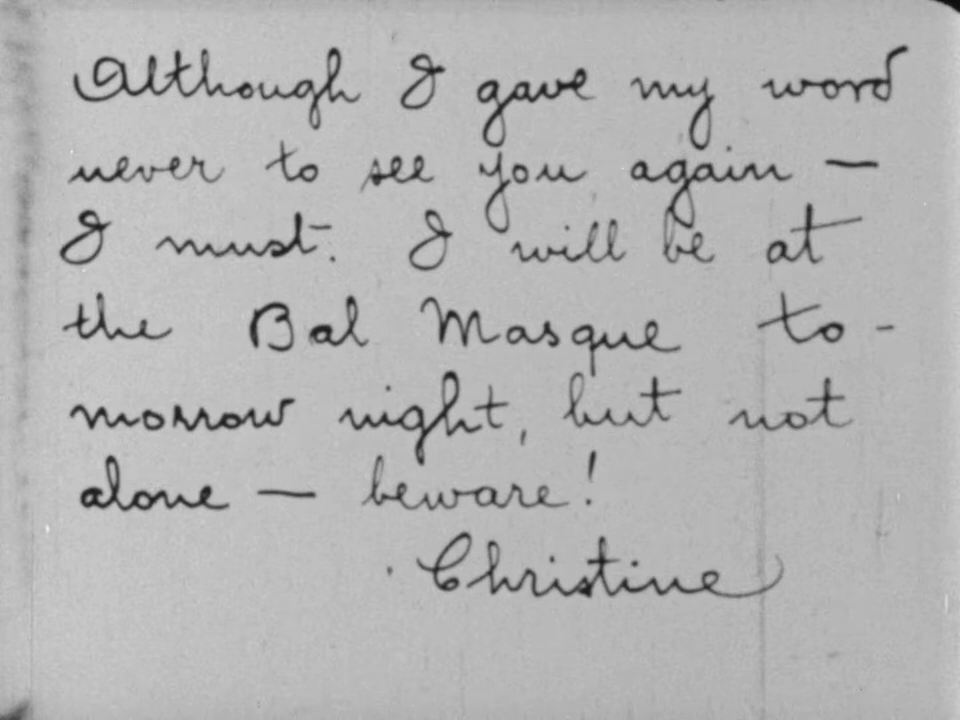 Although I gave my word
never to see you again —
I must. I will be at
the Bal Masque to-
morrow night, but not
alone — beware!
Christine